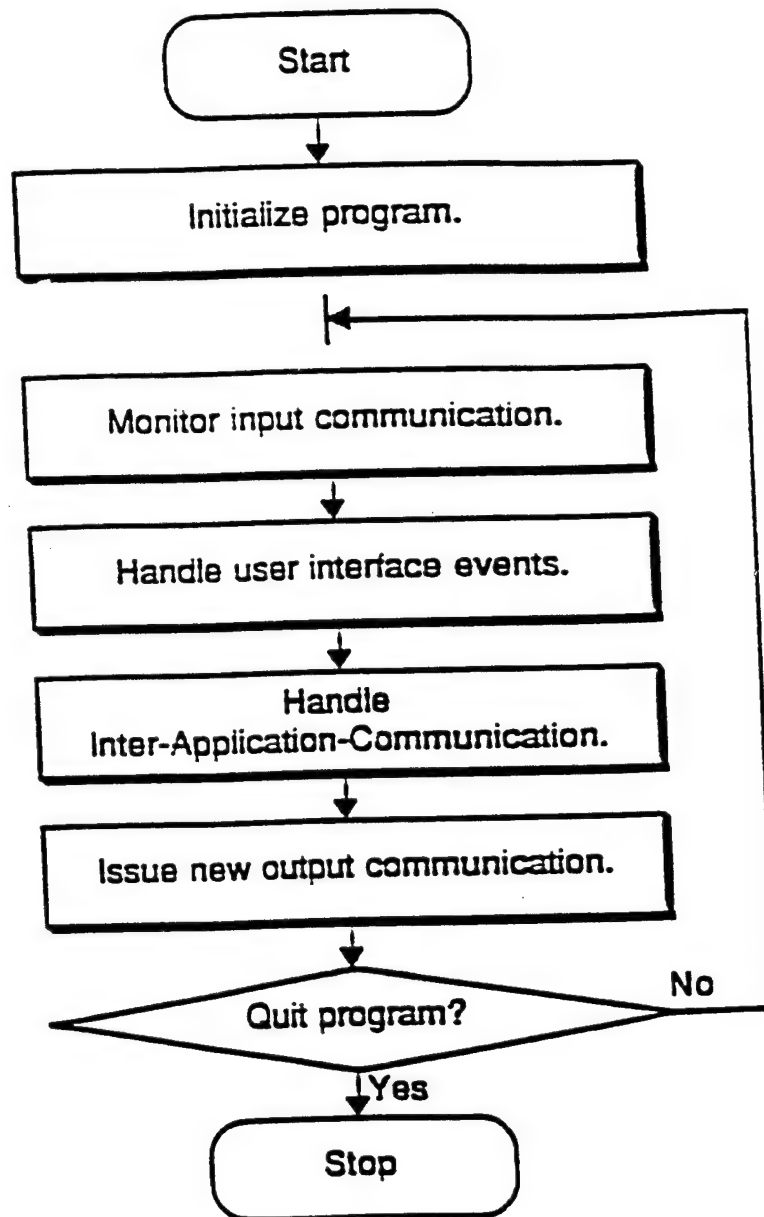 Start
Initialize program.
Monitor input communication.
Handle user interface events.
Handle
Inter-Application-Communication.
Issue new output communication.
Quit program?
No
Yes
Stop